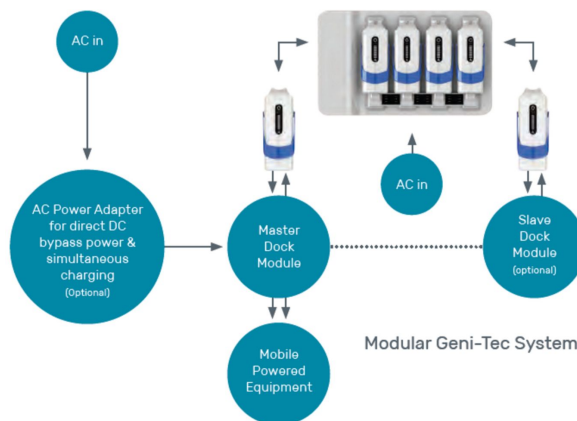 AC in
AC Power Adapter
for direct DC
bypass power &
simultaneous
charging
(Optional)
Master
Dock
Module
AC in
Slave
Dock
Module
(optional)
Mobile
Powered
Equipment
Modular Geni-Tec System